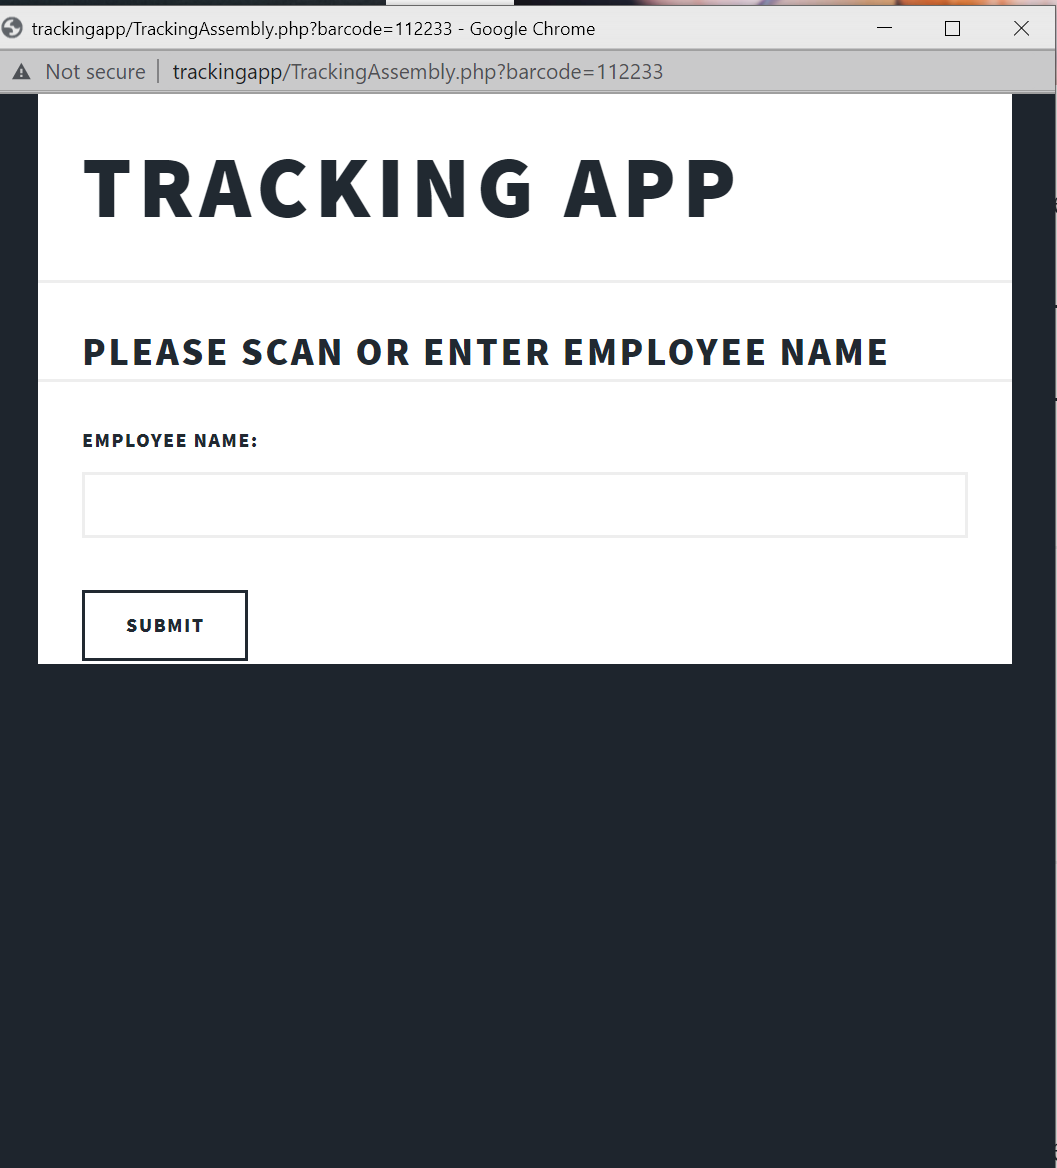 trackingapp/TrackingAssembly.php?barcode=112233 - Google Chrome
Not secure | trackingapp/TrackingAssembly.php?barcode=112233
TRACKING APP
PLEASE SCAN OR ENTER EMPLOYEE NAME
EMPLOYEE NAME:
SUBMIT